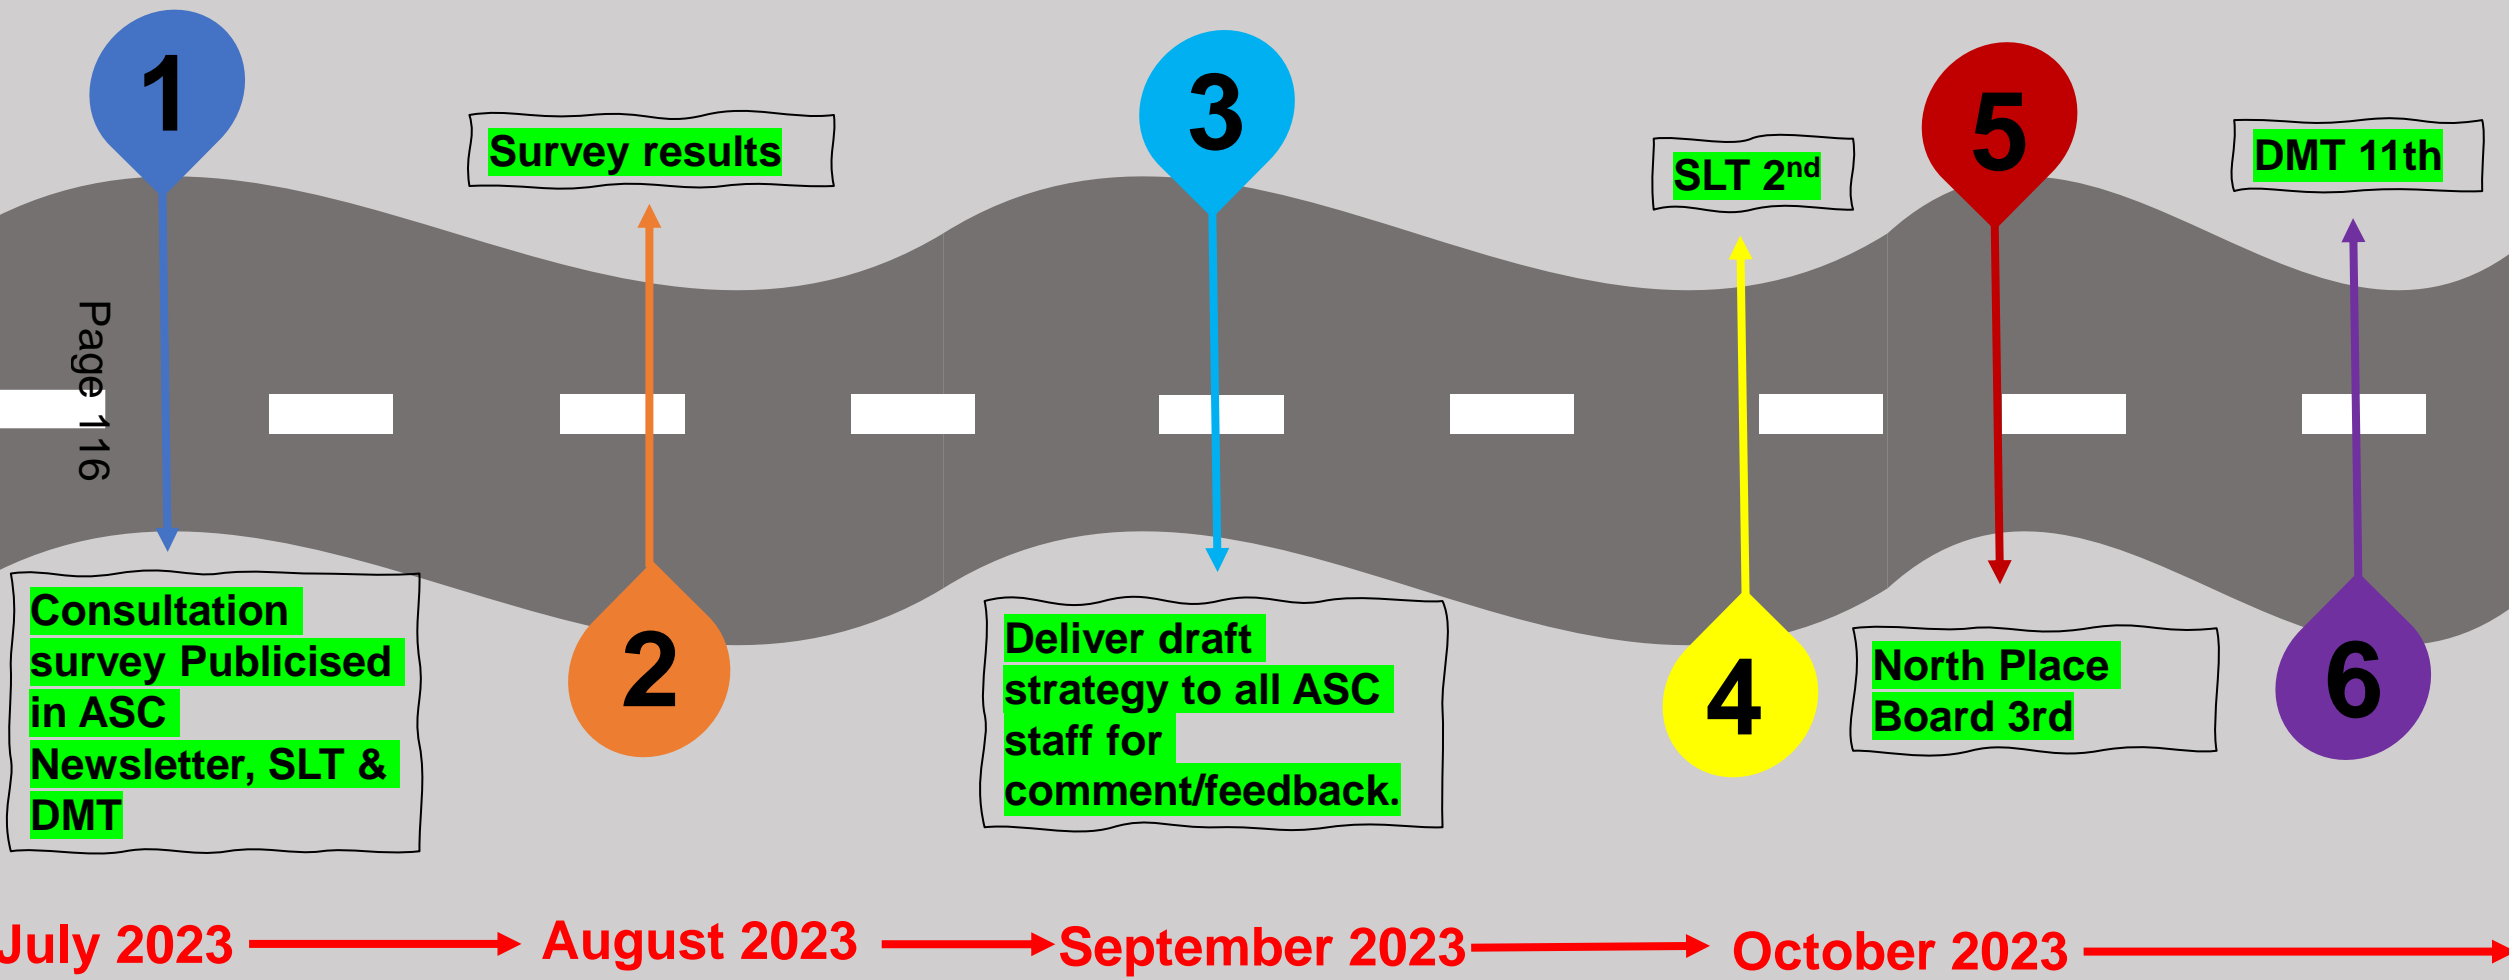 1
Consultation
survey Publicised
in ASC
Newsletter, SLT &
DMT
Survey results
2
3
Deliver draft
strategy to all ASC
staff for
comment/feedback.
SLT 2nd
4
5
North Place
Board 3rd
DMT 11th
6
Page 116
July 2023
August 2023
September 2023
October 2023